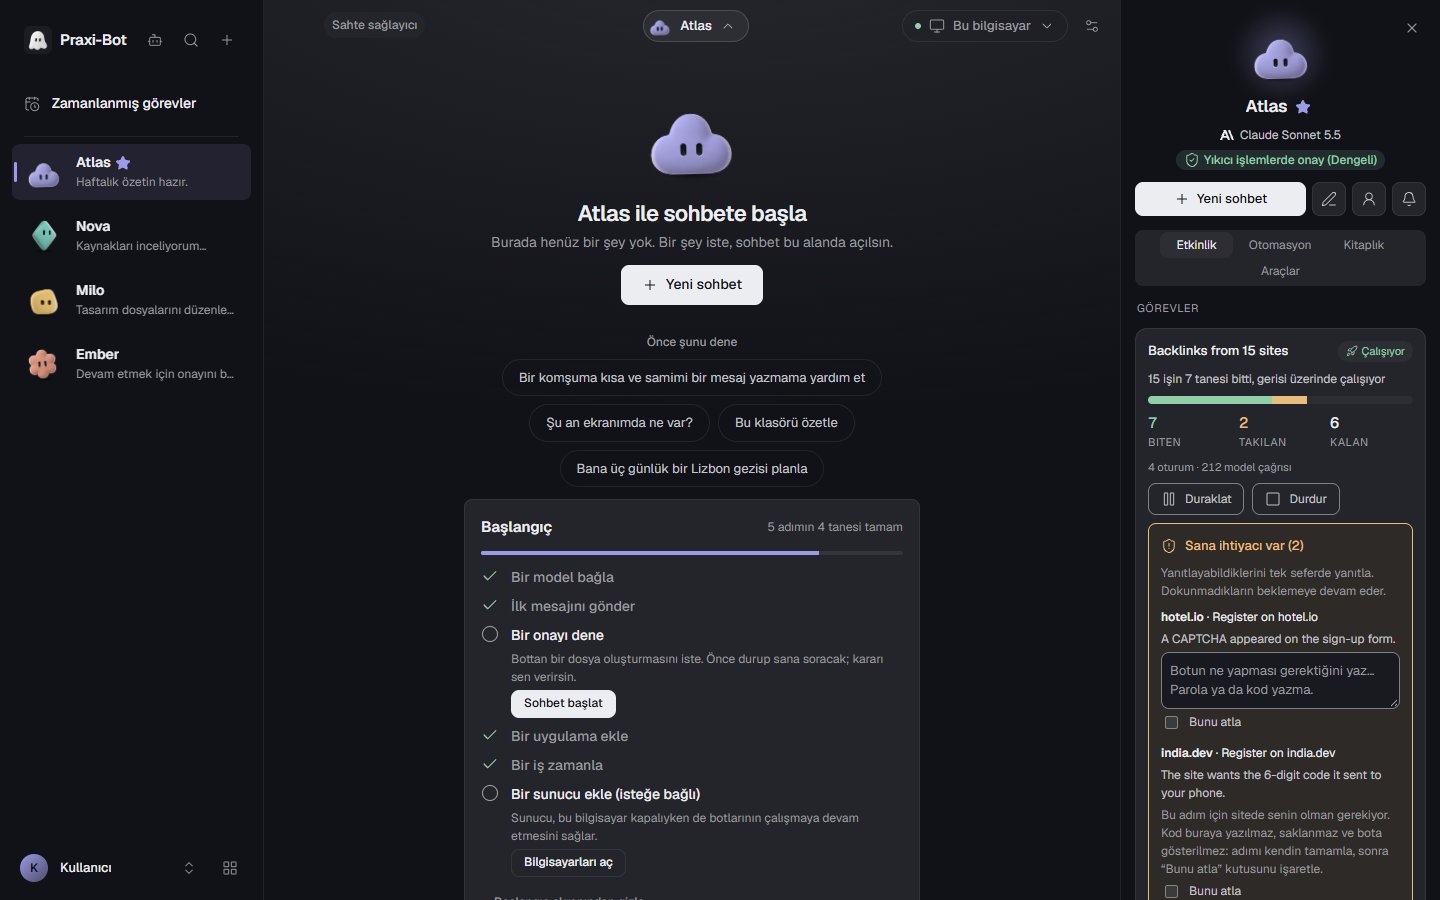 Praxi-Bot
Zamanlanmış görevler
Atlas
Haftalık özetin hazır.
Nova
Kaynakları inceliyorum...
Milo
Tasarım dosyalarını düzenle...
Ember
Devam etmek için onayını b...
K
Kullanıcı
Sahte sağlayıcı
Atlas
Bu bilgisayar
Atlas ile sohbete başla
Burada henüz bir şey yok. Bir şey iste, sohbet bu alanda açılsın.
Yeni sohbet
Önce şunu dene
Bir komşuma kısa ve samimi bir mesaj yazmama yardım et
Şu an ekranımda ne var?
Bu klasörü özetle
Bana üç günlük bir Lizbon gezisi planla
Başlangıç
5 adımın 4 tanesi tamam
Bir model bağla
İlk mesajını gönder
Bir onayı dene
Bottan bir dosya oluşturmasını iste. Önce durup sana soracak; kararı
sen verirsin.
Sohbet başlat
Bir uygulama ekle
Bir iş zamanla
Bir sunucu ekle (isteğe bağlı)
Sunucu, bu bilgisayar kapalıyken de botlarının çalışmaya devam
etmesini sağlar.
Bilgisayarları aç
Atlas
Claude Sonnet 5.5
Yıkıcı işlemlerde onay (Dengeli)
Yeni sohbet
Etkinlik
Otomasyon
Kitaplık
Araçlar
GÖREVLER
Backlinks from 15 sites
Çalışıyor
15 işin 7 tanesi bitti, gerisi üzerinde çalışıyor
7
2
6
BITEN
TAKILAN
KALAN
4 oturum · 212 model çağrısı
Duraklat
Durdur
Sana ihtiyacı var (2)
Yanıtlayabildiklerini tek seferde yanıtla.
Dokunmadıkların beklemeye devam eder.
hotel.io · Register on hotel.io
A CAPTCHA appeared on the sign-up form.
Botun ne yapması gerektiğini yaz...
Parola ya da kod yazma.
Bunu atla
india.dev · Register on india.dev
The site wants the 6-digit code it sent to
your phone.
Bu adım için sitede senin olman gerekiyor.
Kod buraya yazılmaz, saklanmaz ve bota
gösterilmez: adımı kendin tamamla, sonra
“Bunu atla” kutusunu işaretle.
Bunu atla